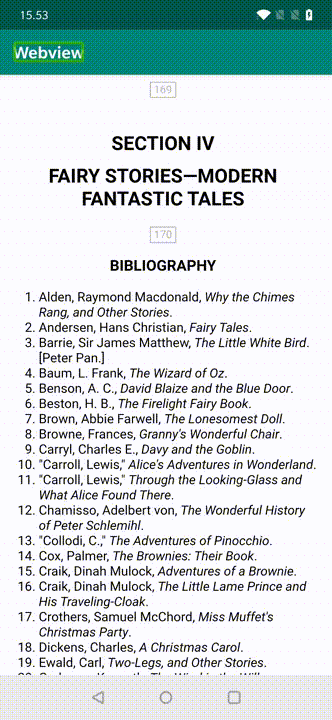 15.53
Webview
169
SECTION IV
FAIRY STORIES—MODERN
FANTASTIC TALES
170
BIBLIOGRAPHY
1. Alden, Raymond Macdonald, Why the Chimes
Rang, and Other Stories.
2. Andersen, Hans Christian, Fairy Tales.
3. Barrie, Sir James Matthew, The Little White Bird.
[Peter Pan.]
4. Baum, L. Frank, The Wizard of Oz.
5. Benson, A. C., David Blaize and the Blue Door.
6. Beston, H. B., The Firelight Fairy Book.
7. Brown, Abbie Farwell, The Lonesomest Doll.
8. Browne, Frances, Granny's Wonderful Chair.
9. Carryl, Charles E., Davy and the Goblin.
10. "Carroll, Lewis," Alice's Adventures in Wonderland.
11. "Carroll, Lewis," Through the Looking-Glass and
What Alice Found There.
12. Chamisso, Adelbert von, The Wonderful History
of Peter Schlemihl.
13. "Collodi, C.," The Adventures of Pinocchio.
14. Cox, Palmer, The Brownies: Their Book.
15. Craik, Dinah Mulock, Adventures of a Brownie.
16. Craik, Dinah Mulock, The Little Lame Prince and
His Traveling-Cloak.
17. Crothers, Samuel McChord, Miss Muffet's
Christmas Party.
18. Dickens, Charles, A Christmas Carol.
19. Ewald, Carl, Two-Legs, and Other Stories.